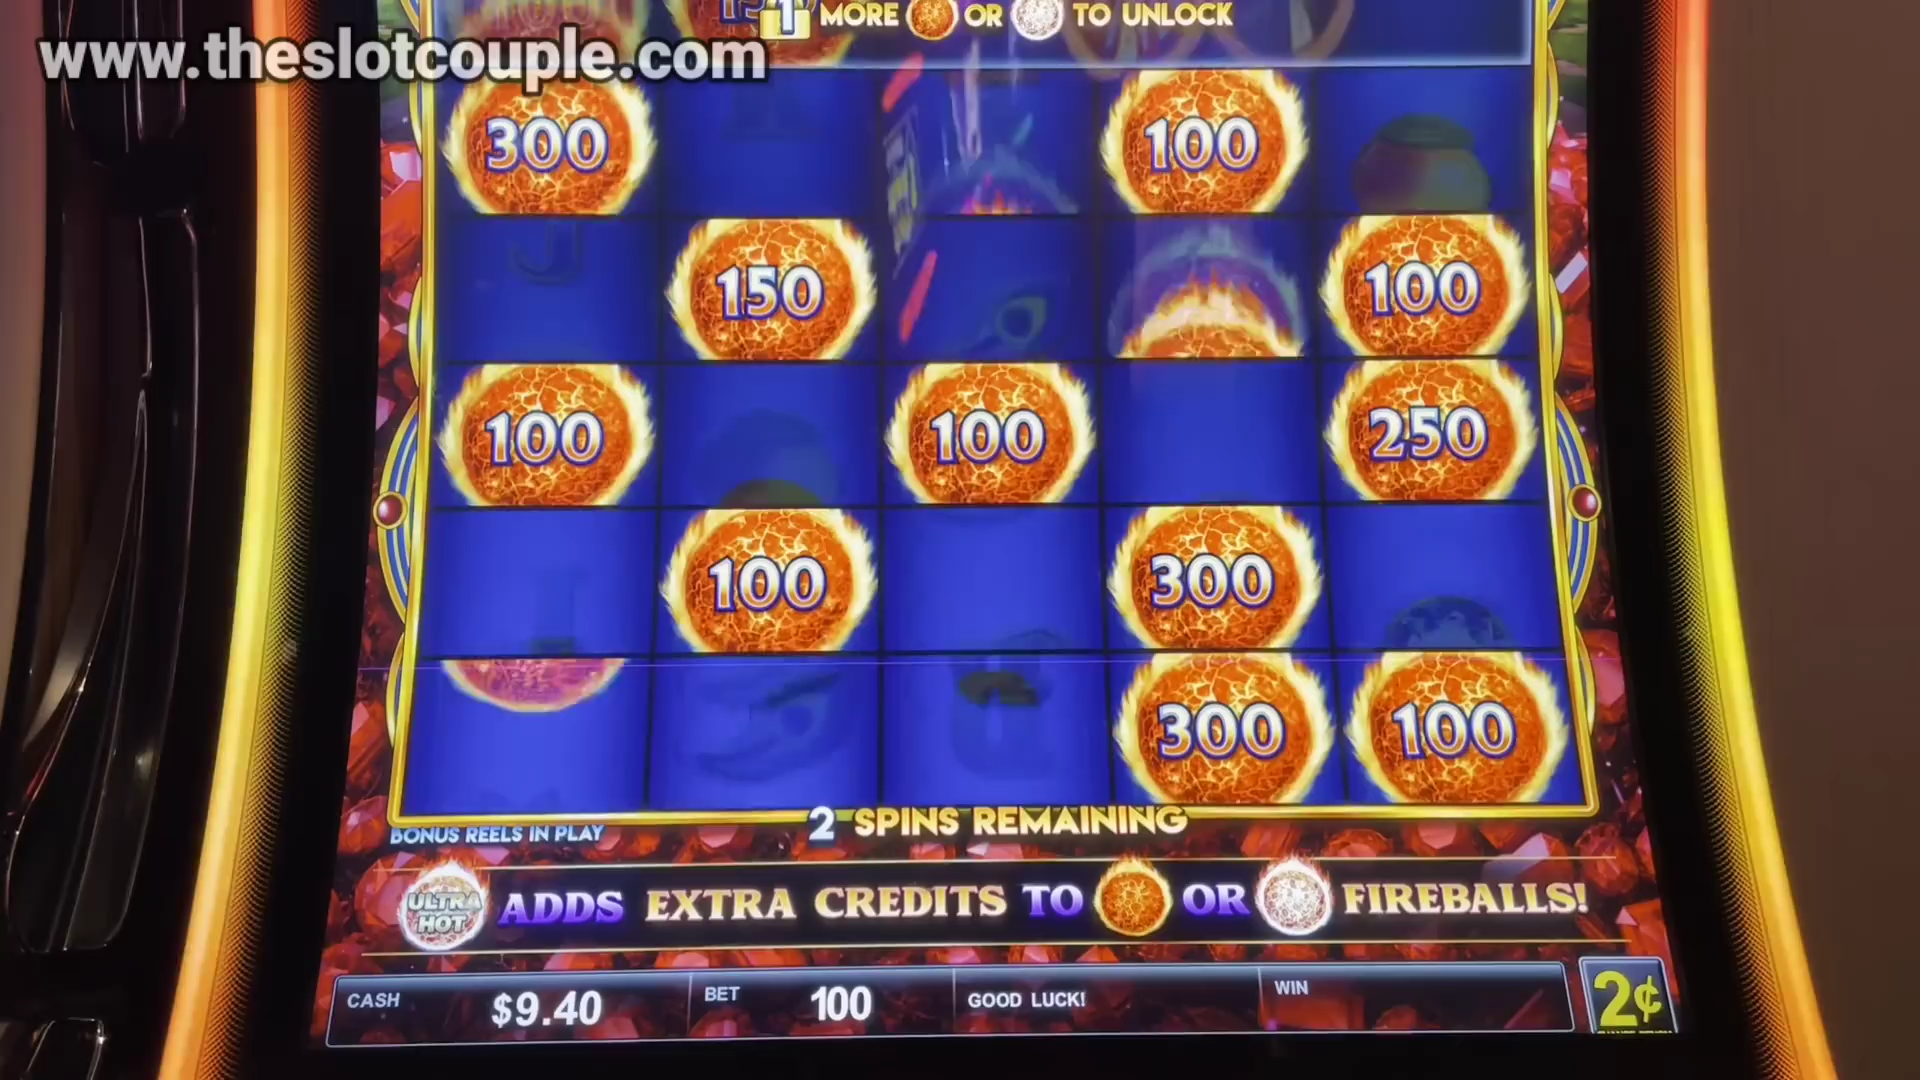 1 MORE OR TO UNLOCK
www.theslotcouple.com
300 100
150 100
100 100 250
100 300
300 100
2 SPINS REMAINING
BONUS REELS IN PLAY
ULTRA HOT ADDS EXTRA CREDITS TO OR FIREBALLS!
CASH $9.40 BET 100 GOOD LUCK! WIN 2¢